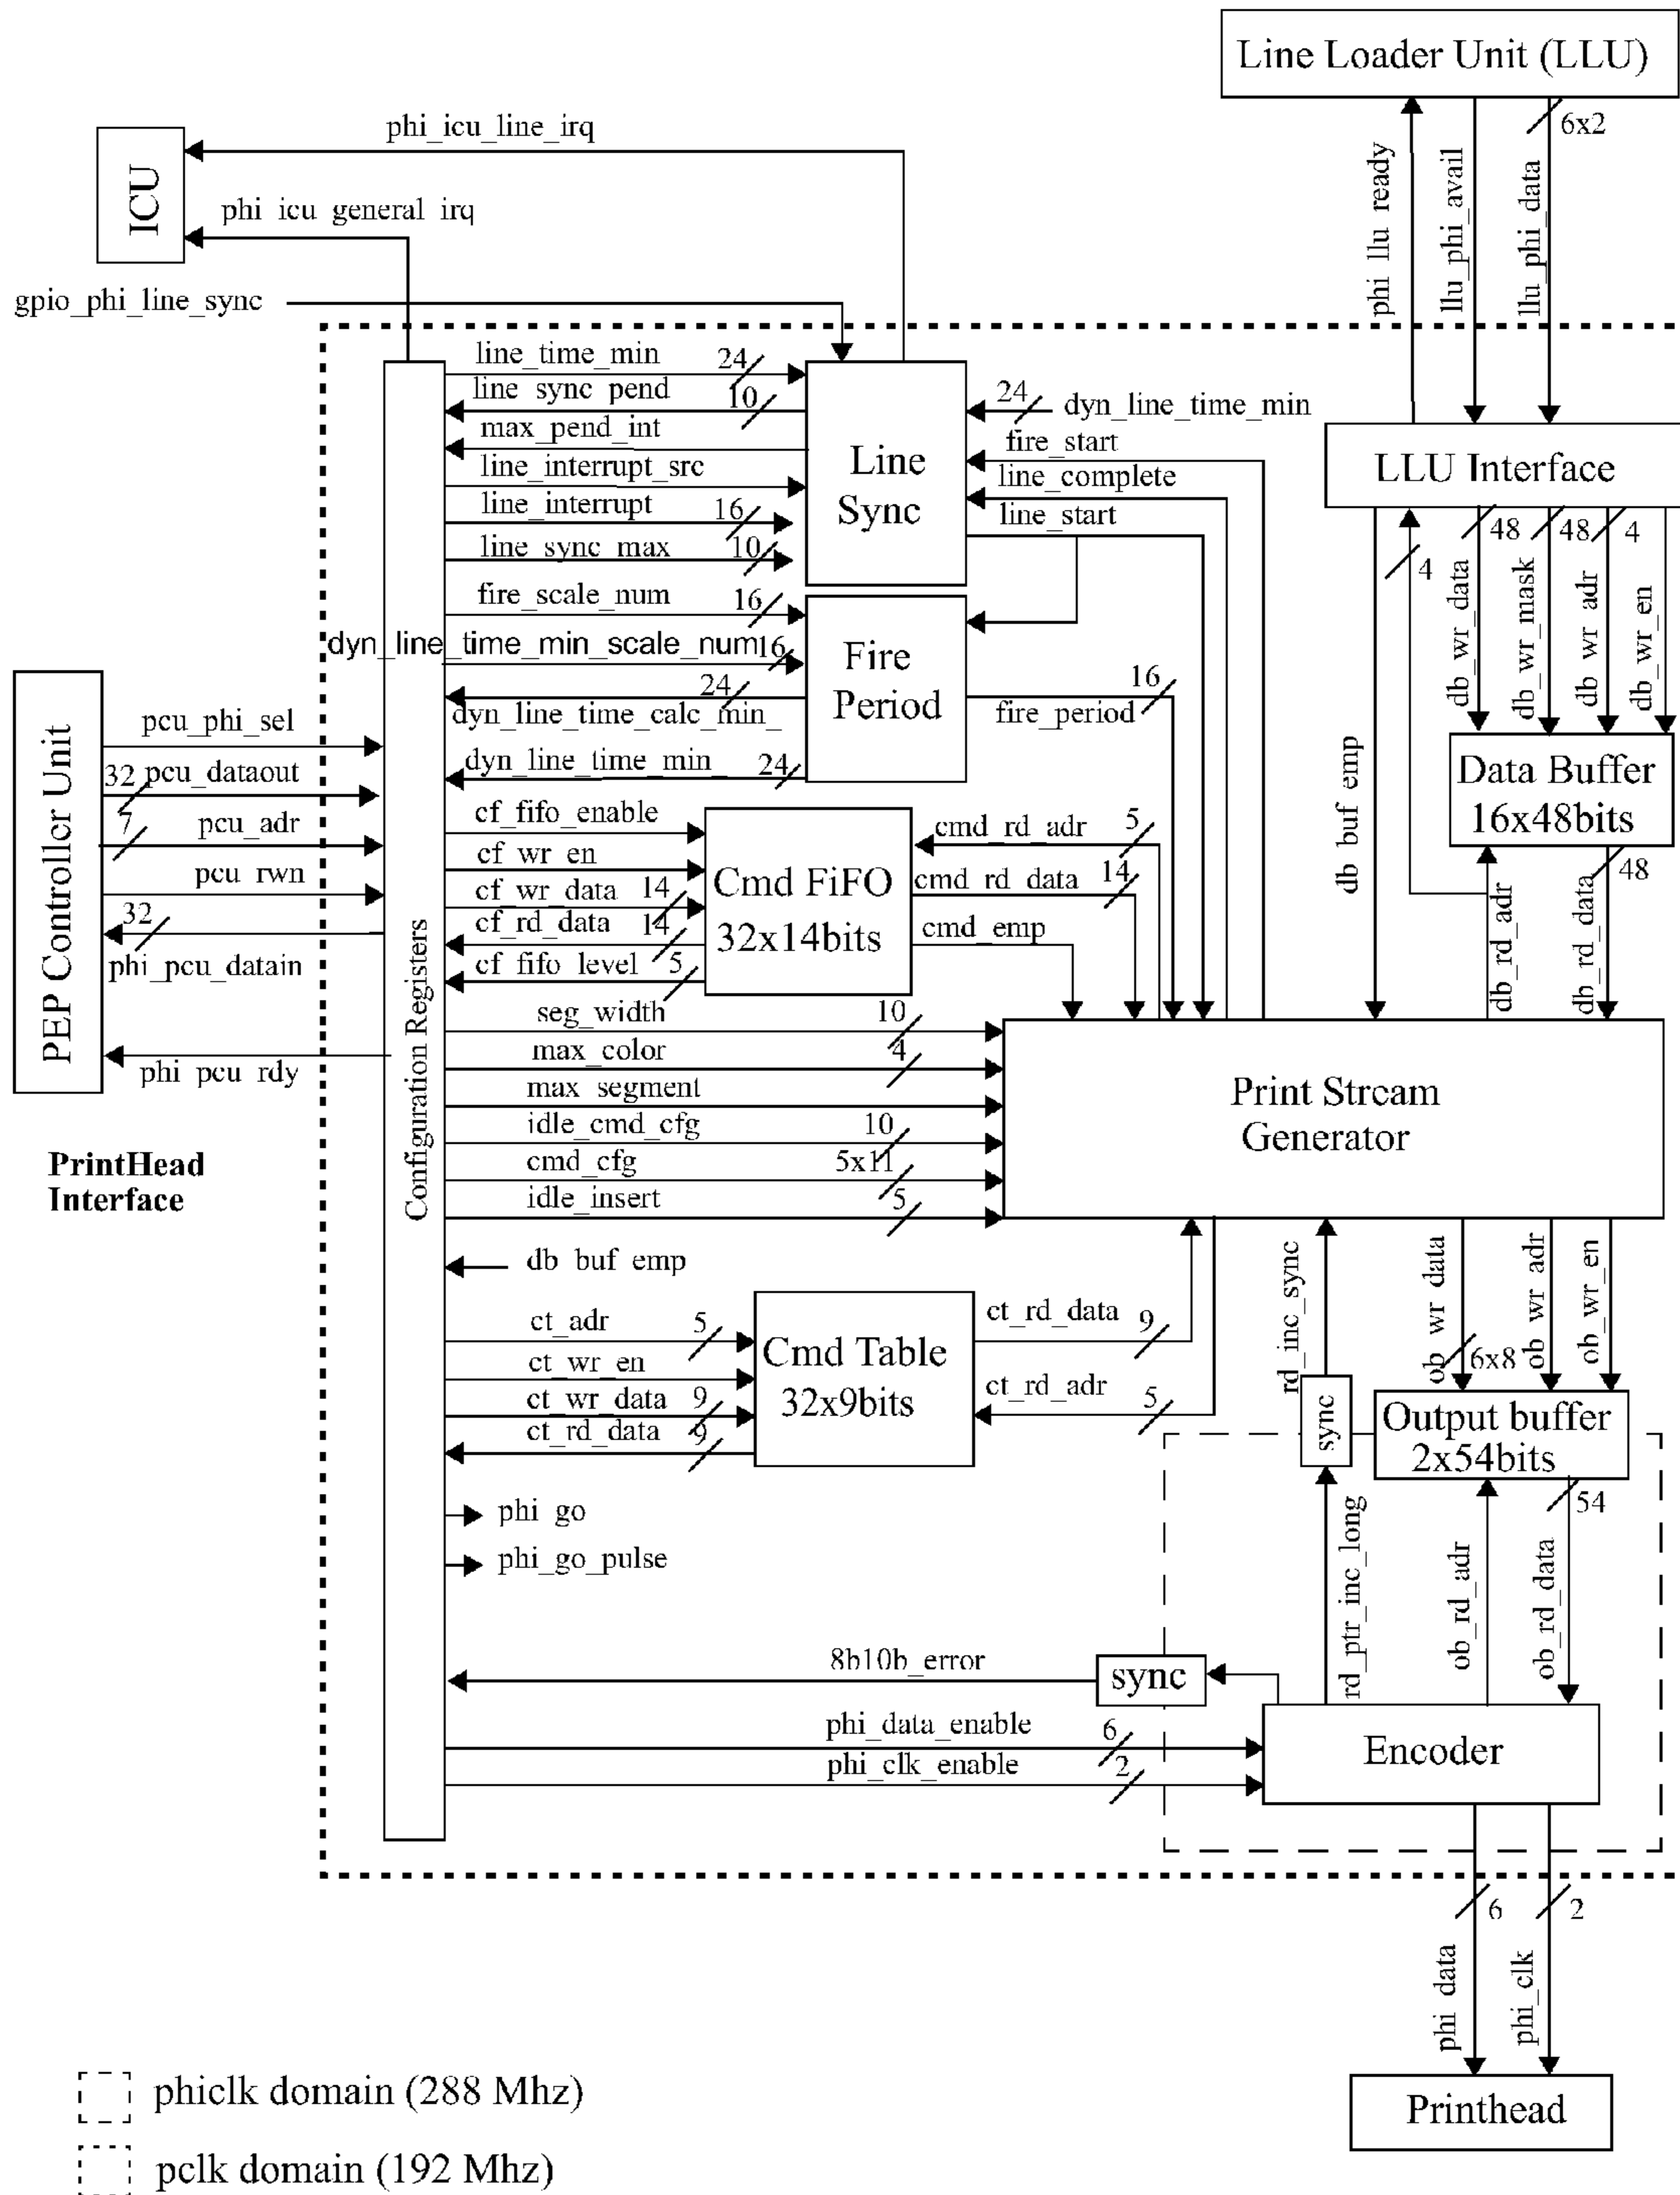 Line Loader Unit (LLU)
6x2
phi_llu_ready
llu_phi_avail
llu_phi_data
phi_icu_line_irq
ICU
phi_icu_general_irq
gpio_phi_line_sync
line_time_min
24
line_sync_pend
10
max_pend_int
line_interrupt_src
line_interrupt
16
line_sync_max
10
Line
Sync
24
dyn_line_time_min
fire_start
line_complete
line_start
LLU Interface
4
48
48
4
db_wr_data
db_wr_mask
db_wr_adr
db_wr_en
fire_scale_num
16
dyn_line_time_min_scale_num
16
24
dyn_line_time_calc_min_
dyn_line_time_min_
24
Fire
Period
16
fire_period
db_buf_emp
Data Buffer
16x48bits
48
db_rd_adr
db_rd_data
PEP Controller Unit
pcu_phi_sel
32
pcu_dataout
7
pcu_adr
pcu_rwn
32
phi_pcu_datain
phi_pcu_rdy
PrintHead
Interface
Configuration Registers
cf_fifo_enable
cf_wr_en
cf_wr_data
14
cf_rd_data
14
cf_fifo_level
5
Cmd FiFO
32x14bits
cmd_rd_adr
5
cmd_rd_data
14
cmd_emp
seg_width
10
max_color
4
max_segment
idle_cmd_cfg
10
cmd_cfg
5x11
idle_insert
5
Print Stream
Generator
db_buf_emp
ct_adr
5
ct_wr_en
ct_wr_data
9
ct_rd_data
9
Cmd Table
32x9bits
ct_rd_data
9
ct_rd_adr
5
rd_inc_sync
ob_wr_data
6x8
ob_wr_adr
ob_wr_en
sync
Output buffer
2x54bits
54
phi_go
phi_go_pulse
rd_ptr_inc_long
ob_rd_adr
ob_rd_data
8b10b_error
sync
phi_data_enable
6
phi_clk_enable
2
Encoder
6
2
phi_data
phi_clk
Printhead
phiclk domain (288 Mhz)
pclk domain (192 Mhz)